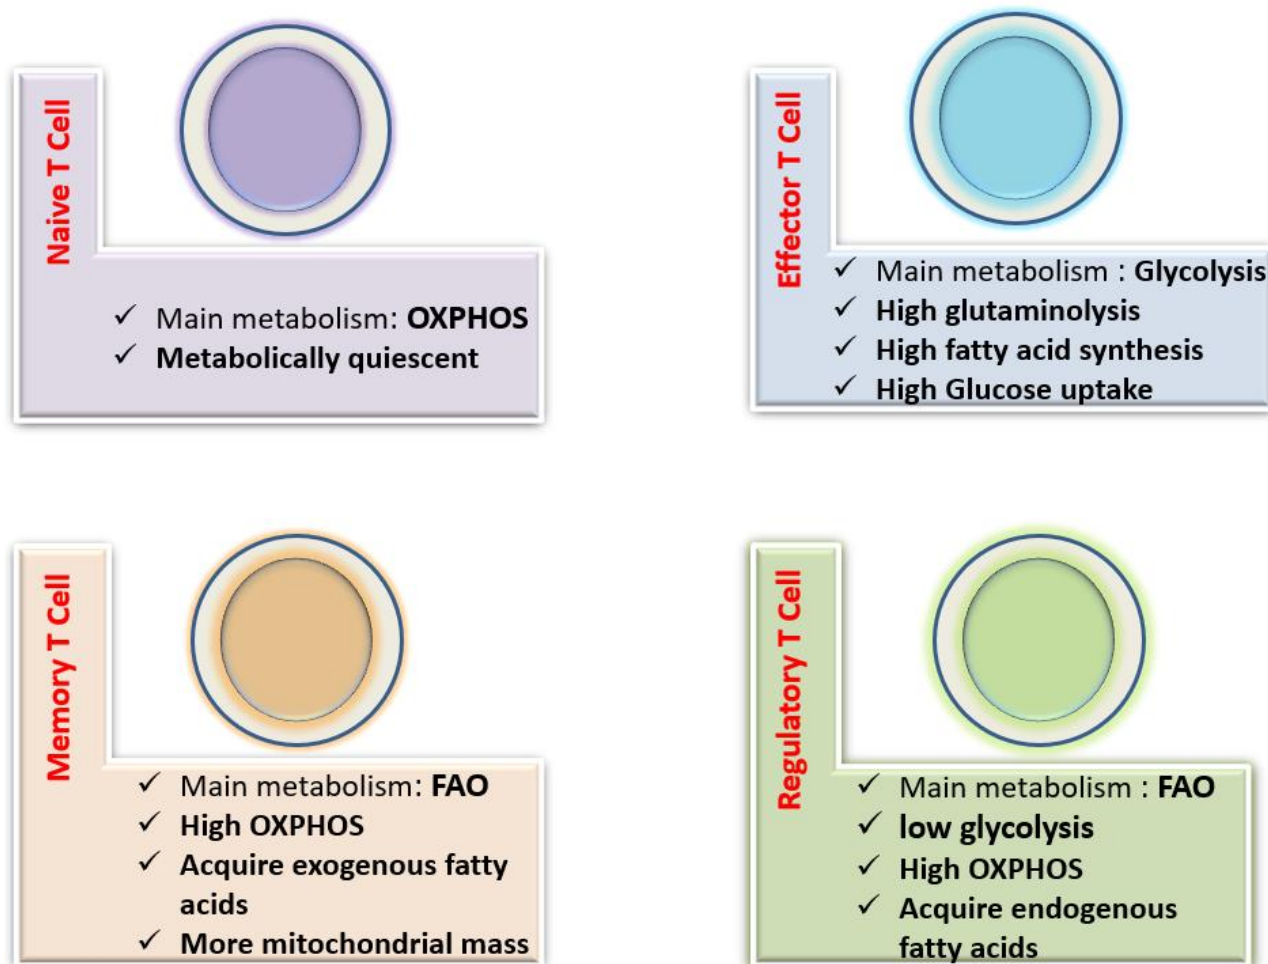 Naive T Cell
✓ Main metabolism: OXPHOS
✓ Metabolically quiescent
Effector T Cell
✓ Main metabolism : Glycolysis
✓ High glutaminolysis
✓ High fatty acid synthesis
✓ High Glucose uptake
Memory T Cell
✓ Main metabolism: FAO
✓ High OXPHOS
✓ Acquire exogenous fatty
acids
✓ More mitochondrial mass
Regulatory T Cell
✓ Main metabolism : FAO
✓ low glycolysis
✓ High OXPHOS
✓ Acquire endogenous
fatty acids